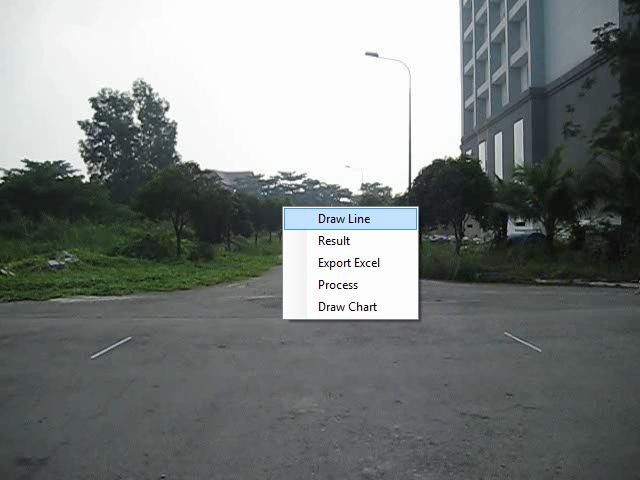 Draw Line
Result
Export Excel
Process
Draw Chart